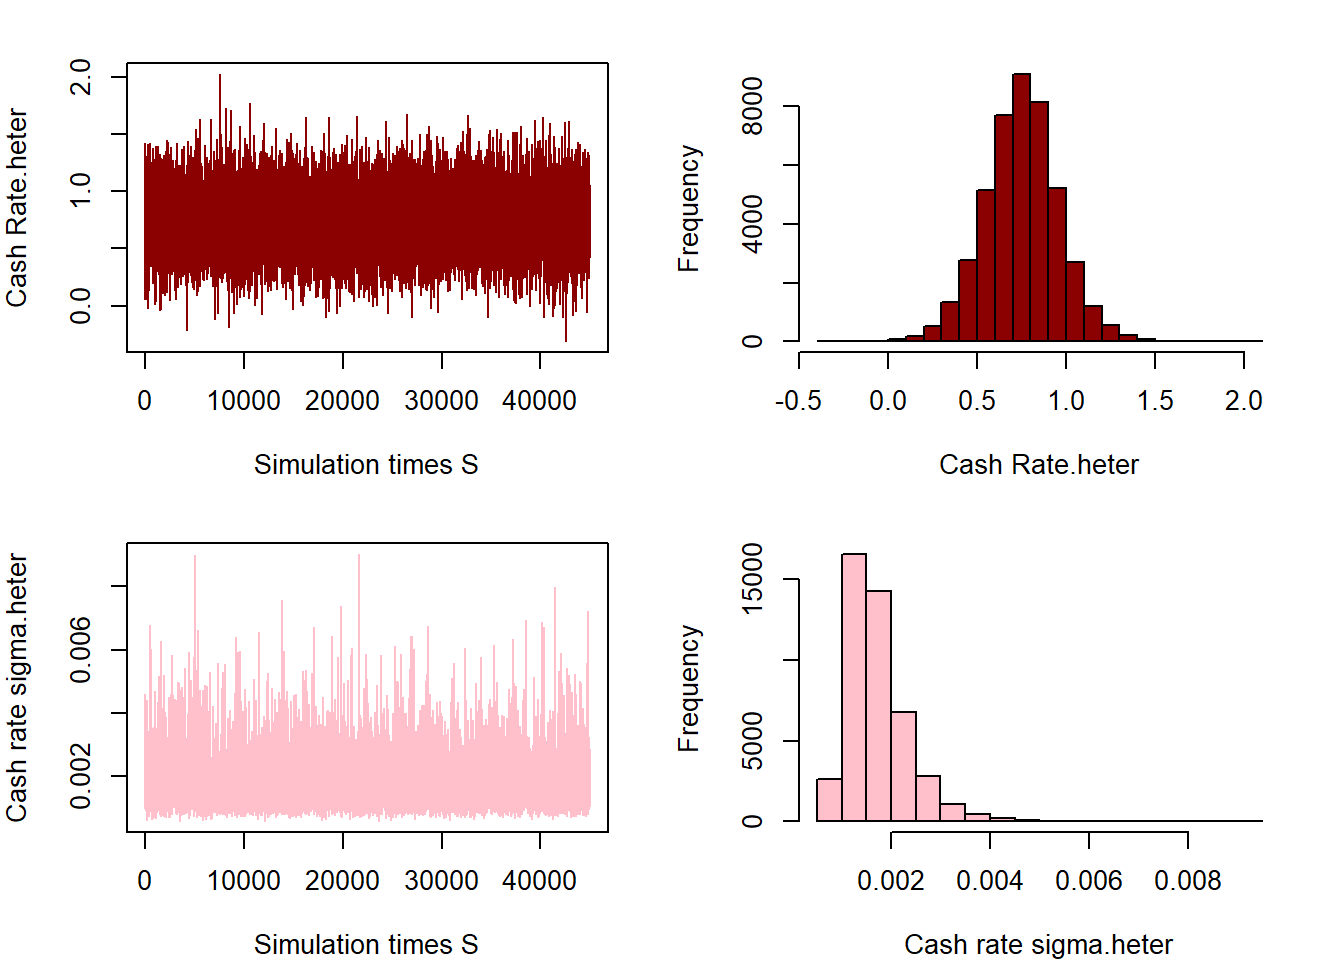 Cash Rate.heter
0.0 1.0 2.0
0 10000 20000 30000 40000
Simulation times S
Frequency
0 4000 8000
-0.5 0.0 0.5 1.0 1.5 2.0
Cash Rate.heter
Cash rate sigma.heter
0.002 0.006
0 10000 20000 30000 40000
Simulation times S
Frequency
0 5000 15000
0.002 0.004 0.006 0.008
Cash rate sigma.heter